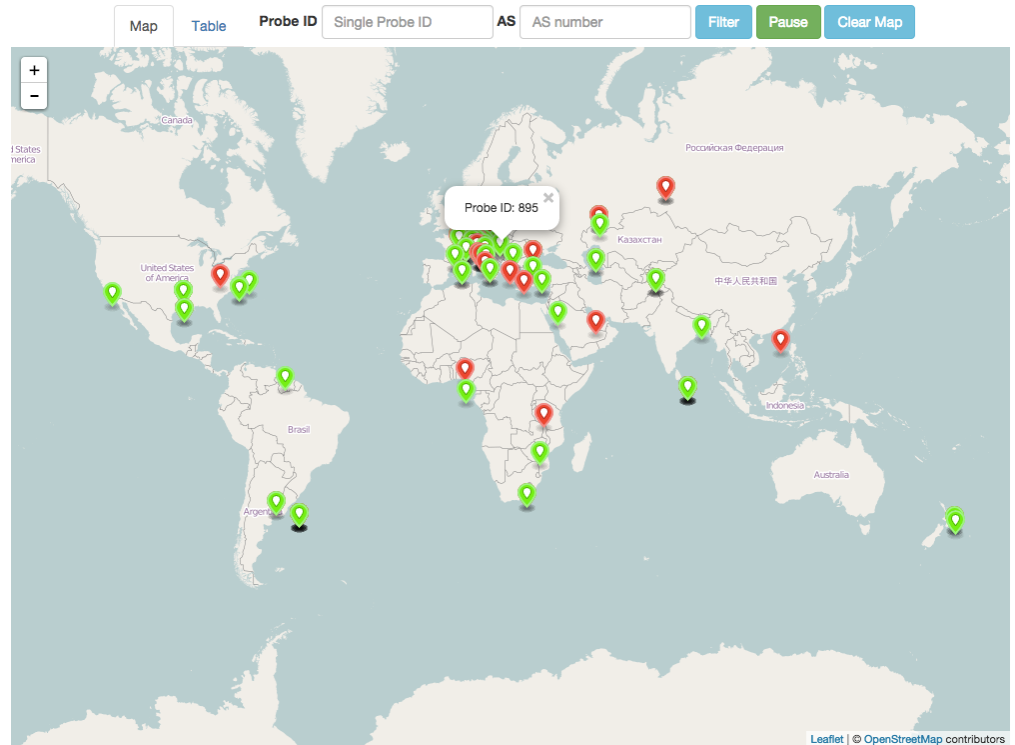 Map
Table
Probe ID
Single Probe ID
AS
AS number
Filter
Pause
Clear Map
+
−
Canada
d States
merica
Российская Федерация
Probe ID: 895
×
Казахстан
United States
of America
中华人民共和国
Indonesia
Brasil
Australia
Argen
Leaflet | © OpenStreetMap contributors